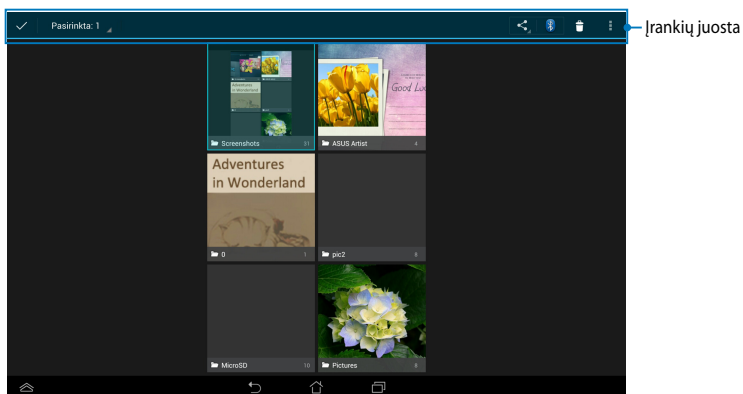 Pasirinkta: 1
Įrankių juosta
Good Lu
Screenshots 31
ASUS Artist 4
Adventures
in Wonderland
0 1
pic2 8
MicroSD 10
Pictures 8